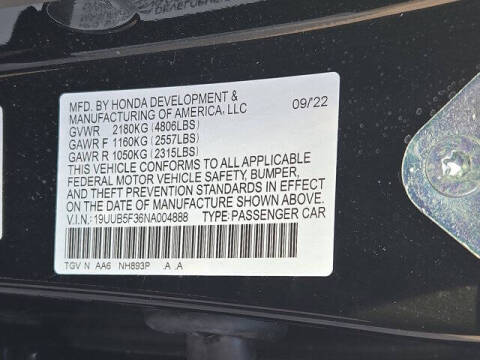 MFD. BY HONDA DEVELOPMENT &
MANUFACTURING OF AMERICA, LLC 09/'22
GVWR 2180KG (4806LBS)
GAWR F 1160KG (2557LBS)
GAWR R 1050KG (2315LBS)
THIS VEHICLE CONFORMS TO ALL APPLICABLE
FEDERAL MOTOR VEHICLE SAFETY, BUMPER,
AND THEFT PREVENTION STANDARDS IN EFFECT
ON THE DATE OF MANUFACTURE SHOWN ABOVE.
V.I.N.: 19UUB5F36NA004888 TYPE: PASSENGER CAR
TGV N AA6 NH893P .A .A